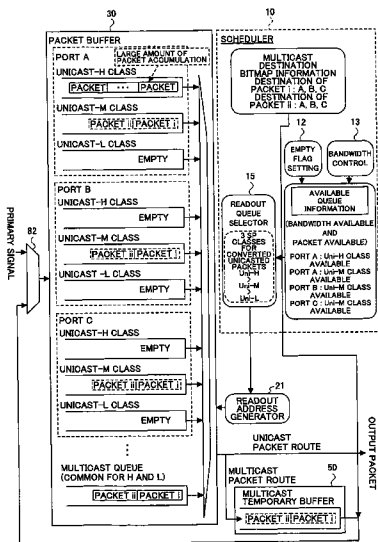 30
PACKET BUFFER
PORT A
LARGE AMOUNT OF
PACKET ACCUMULATION
UNICAST-H CLASS
PACKET ... PACKET
UNICAST-M CLASS
PACKET ii PACKET i
UNICAST-L CLASS
EMPTY
PORT B
UNICAST-H CLASS
EMPTY
UNICAST-M CLASS
PACKET ii PACKET i
UNICAST -L CLASS
EMPTY
PORT C
UNICAST-H CLASS
EMPTY
UNICAST-M CLASS
PACKET ii PACKET i
UNICAST-L CLASS
EMPTY
MULTICAST QUEUE
(COMMON FOR H AND L)
PACKET ii PACKET i
PRIMARY SIGNAL
82
10
SCHEDULER
MULTICAST
DESTINATION
BITMAP INFORMATION
DESTINATION OF
PACKET i : A, B, C
DESTINATION OF
PACKET ii : A, B, C
12
EMPTY
FLAG
SETTING
13
BANDWIDTH
CONTROL
15
READOUT
QUEUE
SELECTOR
3 SP
CLASSES
FOR
CONVERTED
UNICASTED
PACKETS
Uni-H
Uni-M
Uni-L
AVAILABLE
QUEUE
INFORMATION
(BANDWIDTH AVAILABLE
AND
PACKET AVAILABLE)
PORT A : Uni-H CLASS
AVAILABLE
PORT A : Uni-M CLASS
AVAILABLE
PORT B : Uni-M CLASS
AVAILABLE
PORT C : Uni-M CLASS
AVAILABLE
21
READOUT
ADDRESS
GENERATOR
UNICAST
PACKET ROUTE
OUTPUT PACKET
MULTICAST
PACKET ROUTE
50
MULTICAST
TEMPORARY BUFFER
PACKET ii PACKET i